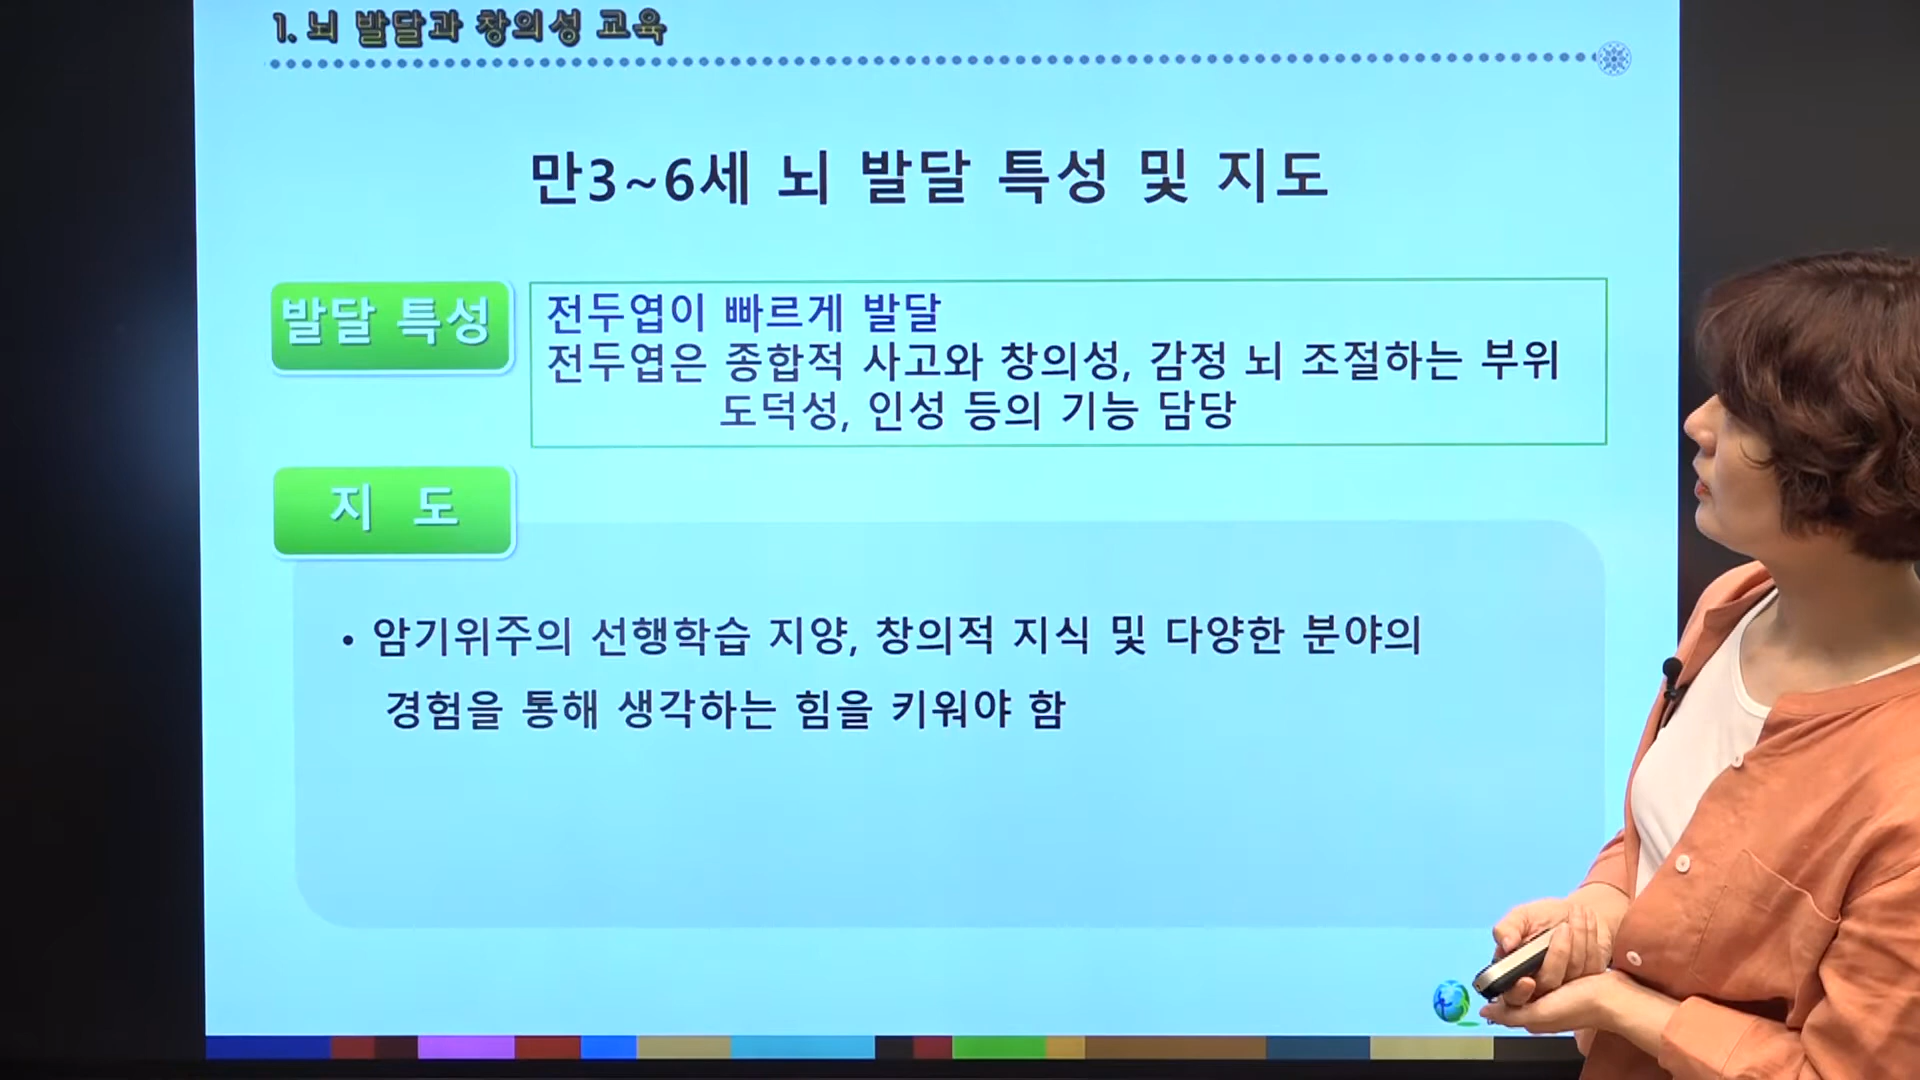 1. 뇌 발달과 창의성 교육
만3~6세 뇌 발달 특성 및 지도
발달 특성
전두엽이 빠르게 발달
전두엽은 종합적 사고와 창의성, 감정 뇌 조절하는 부위
도덕성, 인성 등의 기능 담당
지 도
• 암기위주의 선행학습 지양, 창의적 지식 및 다양한 분야의
경험을 통해 생각하는 힘을 키워야 함